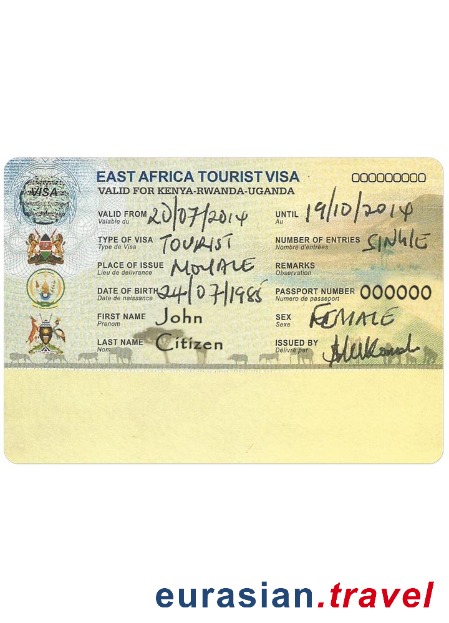 VISA
EAST AFRICA TOURIST VISA 000000000
VALID FOR KENYA-RWANDA-UGANDA
VALID FROM 20/07/2014 UNTIL 19/10/2014
Valable du Au
TYPE OF VISA TOURIST NUMBER OF ENTRIES SINGLE
Type de Visa Nombre d'entrées
PLACE OF ISSUE MOYALE REMARKS
Lieu de délivrance Observation
DATE OF BIRTH 24/07/1985 PASSPORT NUMBER 000000
Date de naissance Numero de passeport
FIRST NAME John SEX FEMALE
Prenom Sexe
LAST NAME Citizen ISSUED BY
Nom Délivré par
eurasian.travel